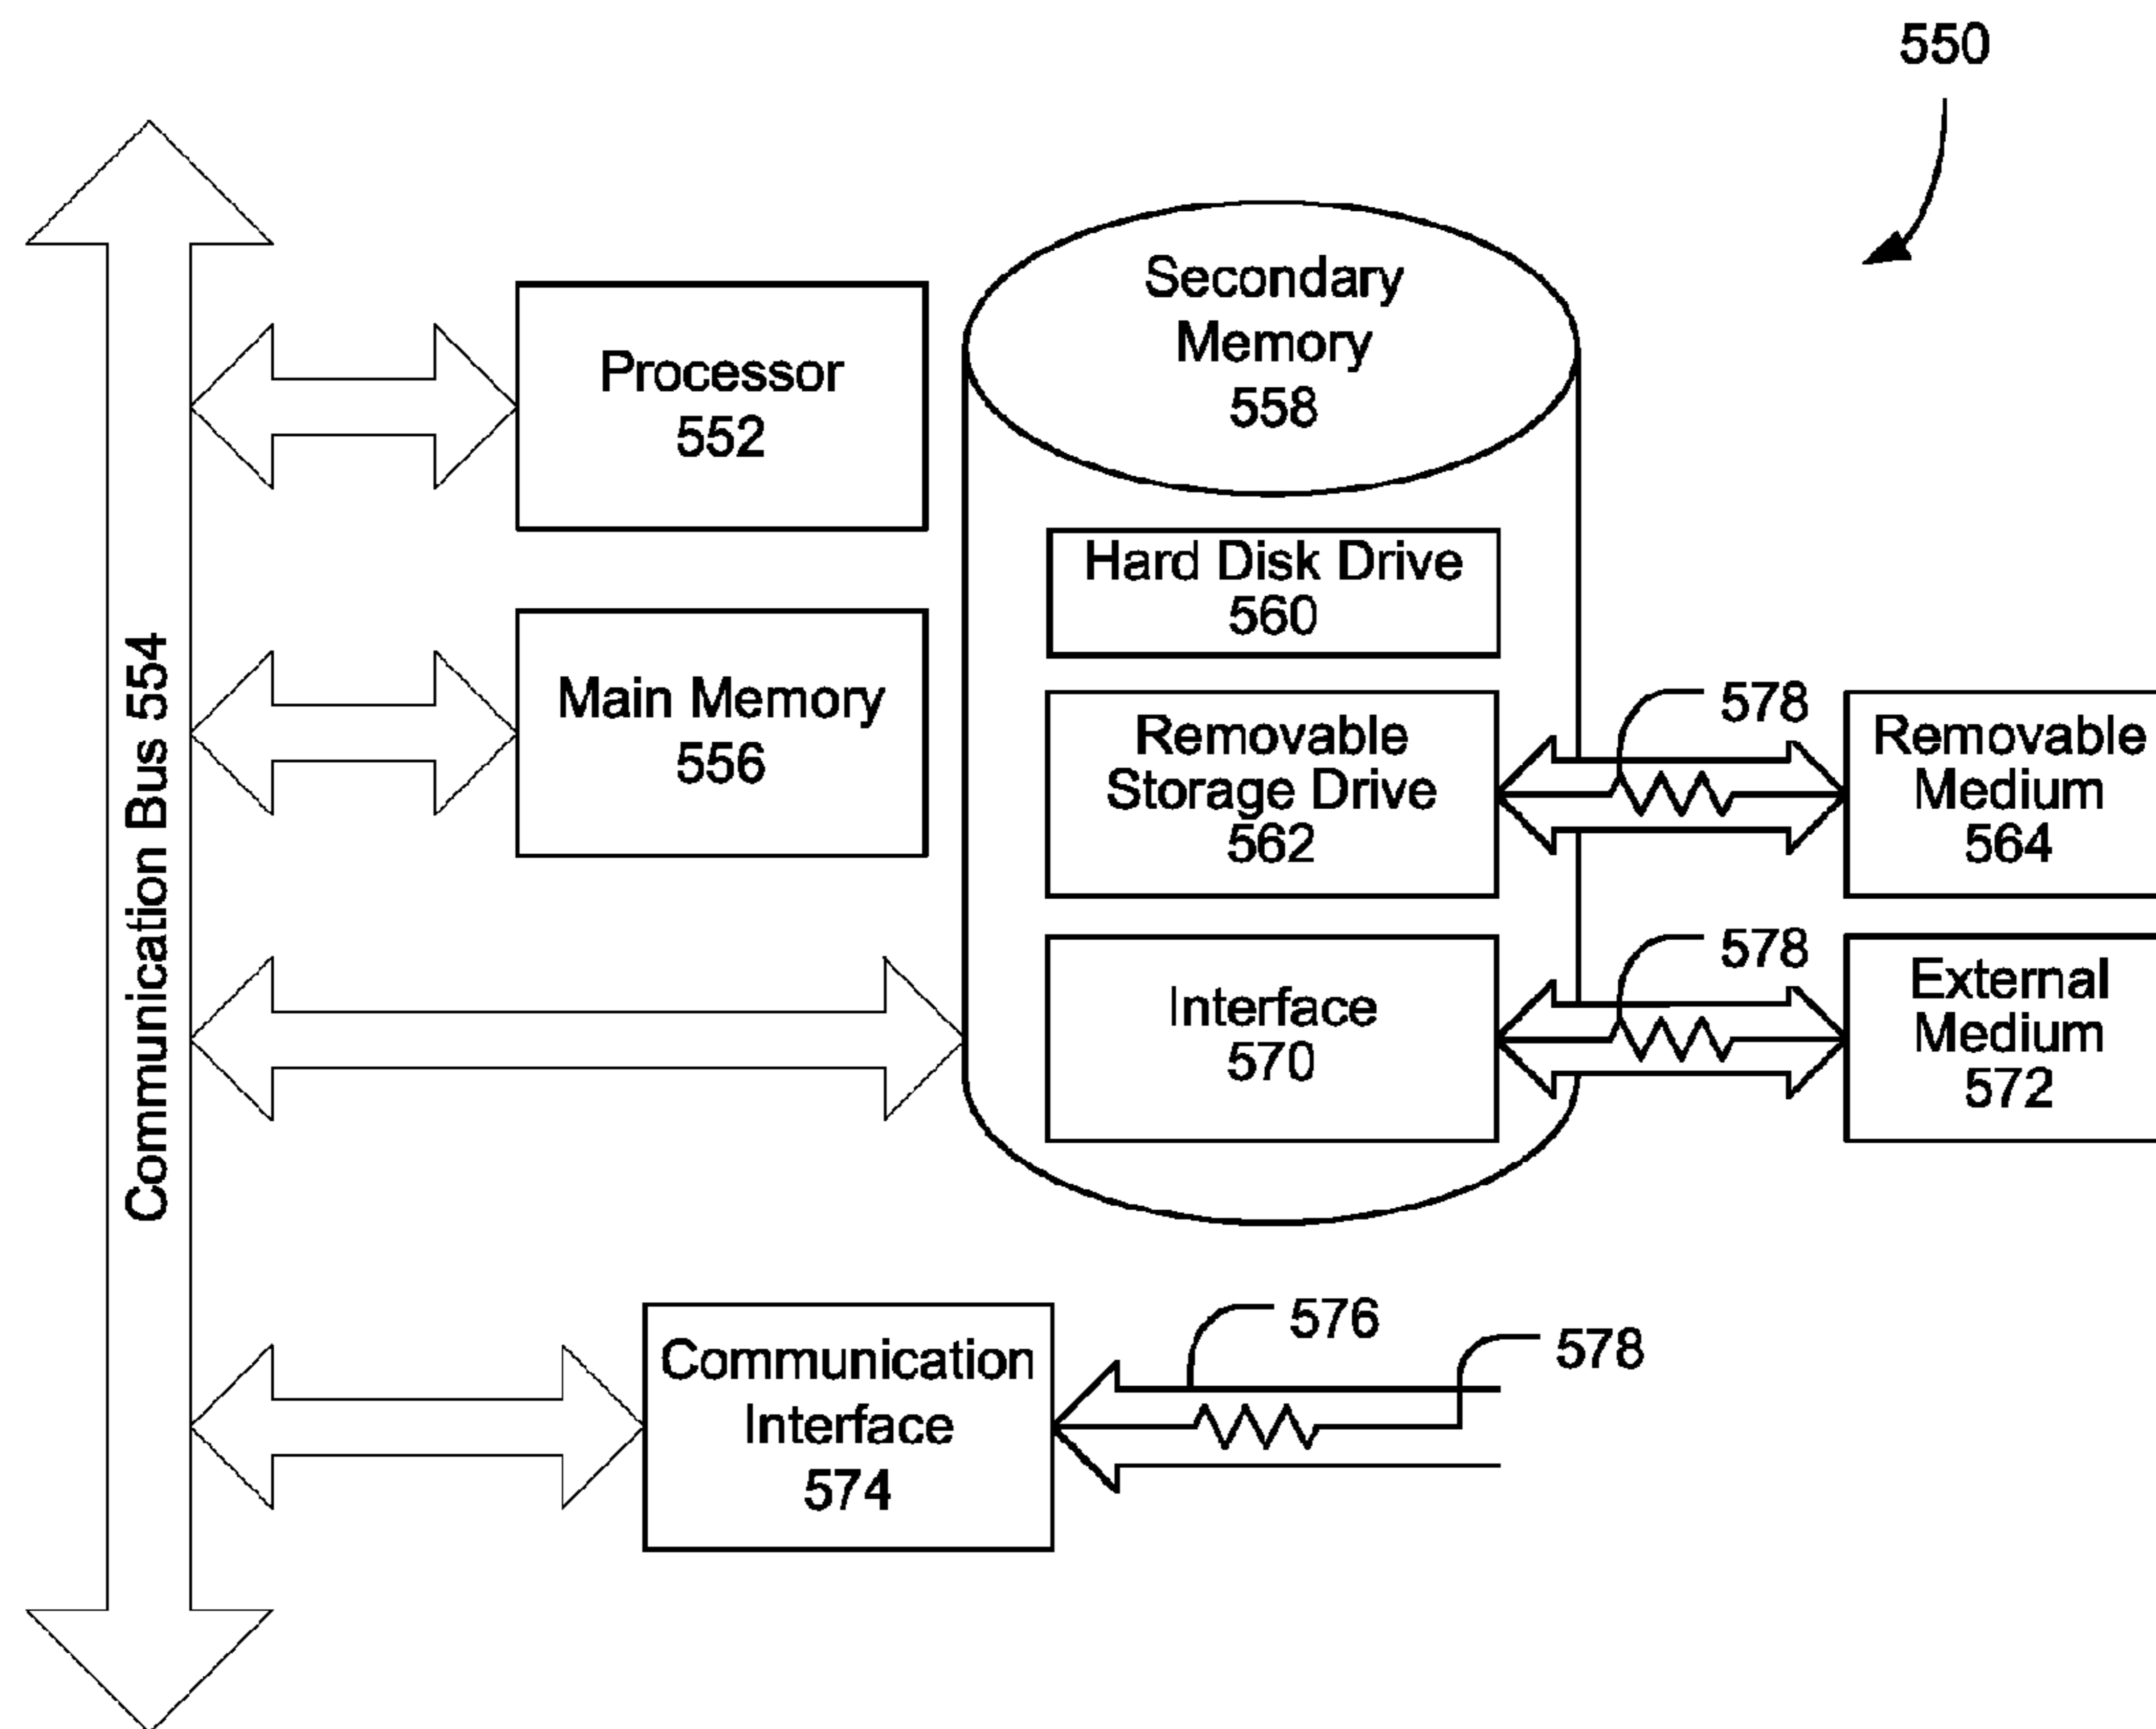 550
Communication Bus 554
Processor
552
Main Memory
556
Secondary
Memory
558
Hard Disk Drive
560
Removable
Storage Drive
562
578
Removable
Medium
564
Interface
570
578
External
Medium
572
Communication
Interface
574
576
578